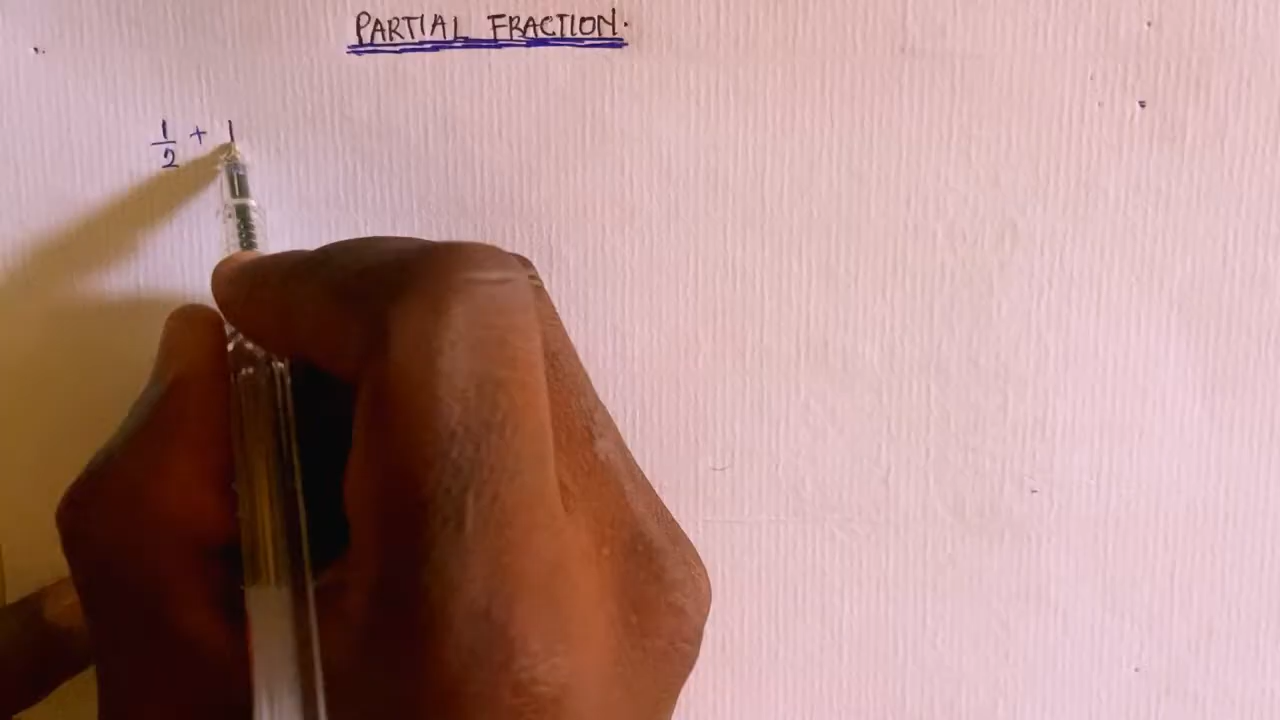 PARTIAL FRACTION.
1/2 + 1